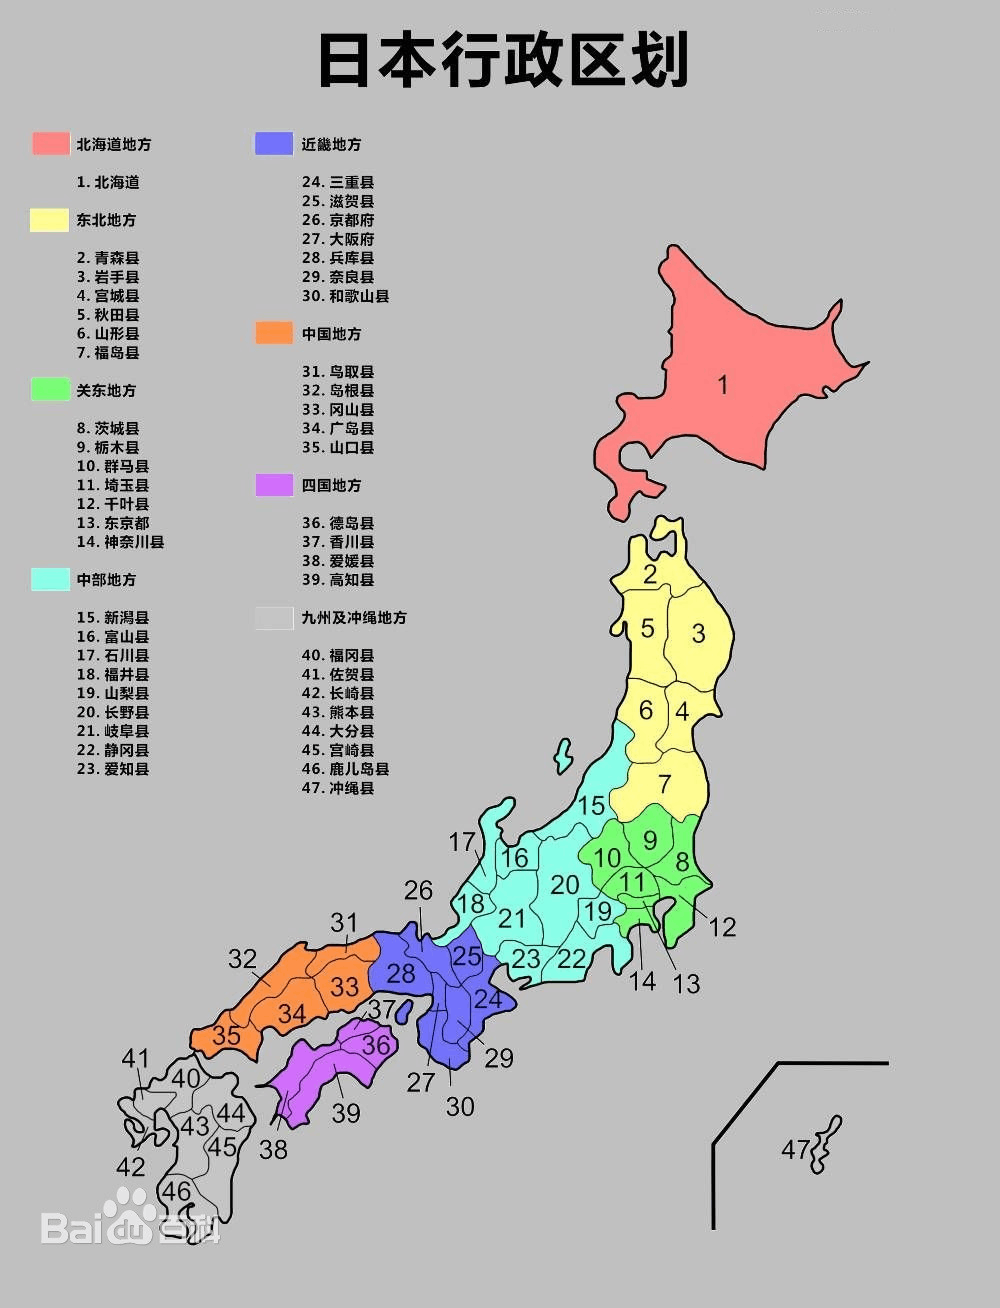 日本行政区划
北海道地方
1. 北海道
东北地方
2. 青森县
3. 岩手县
4. 宫城县
5. 秋田县
6. 山形县
7. 福岛县
关东地方
8. 茨城县
9. 栃木县
10. 群马县
11. 埼玉县
12. 千叶县
13. 东京都
14. 神奈川县
中部地方
15. 新潟县
16. 富山县
17. 石川县
18. 福井县
19. 山梨县
20. 长野县
21. 岐阜县
22. 静冈县
23. 爱知县
近畿地方
24. 三重县
25. 滋贺县
26. 京都府
27. 大阪府
28. 兵库县
29. 奈良县
30. 和歌山县
中国地方
31. 鸟取县
32. 岛根县
33. 冈山县
34. 广岛县
35. 山口县
四国地方
36. 德岛县
37. 香川县
38. 爱媛县
39. 高知县
九州及冲绳地方
40. 福冈县
41. 佐贺县
42. 长崎县
43. 熊本县
44. 大分县
45. 宫崎县
46. 鹿儿岛县
47. 冲绳县
1
2
5
3
6
4
7
15
9
17
16
10
8
11
20
26
18
19
21
31
12
32
25
23
22
28
14
13
33
24
37
34
35
36
29
41
40
27
39
30
44
43
45
42
38
47
46
Bai du 百科